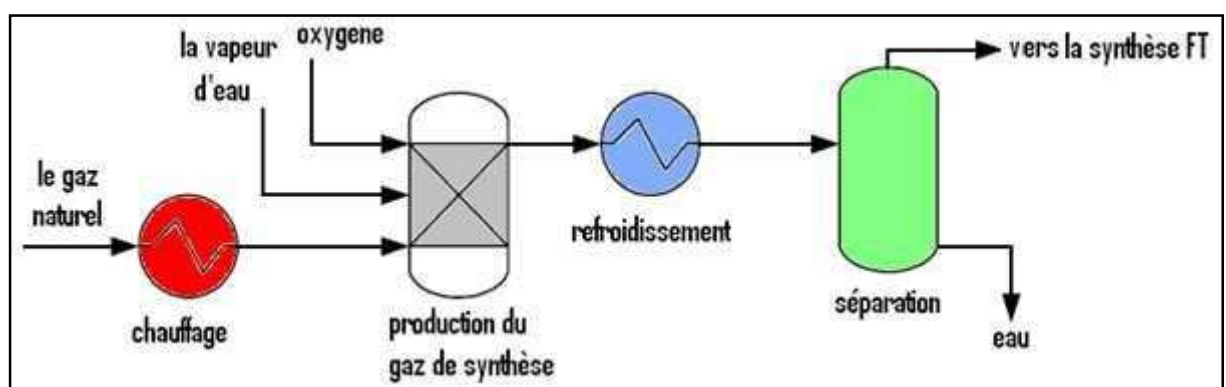 la vapeur
d'eau
oxygene
vers la synthèse FT
le gaz
naturel
chauffage
production du
gaz de synthèse
refroidissement
séparation
eau